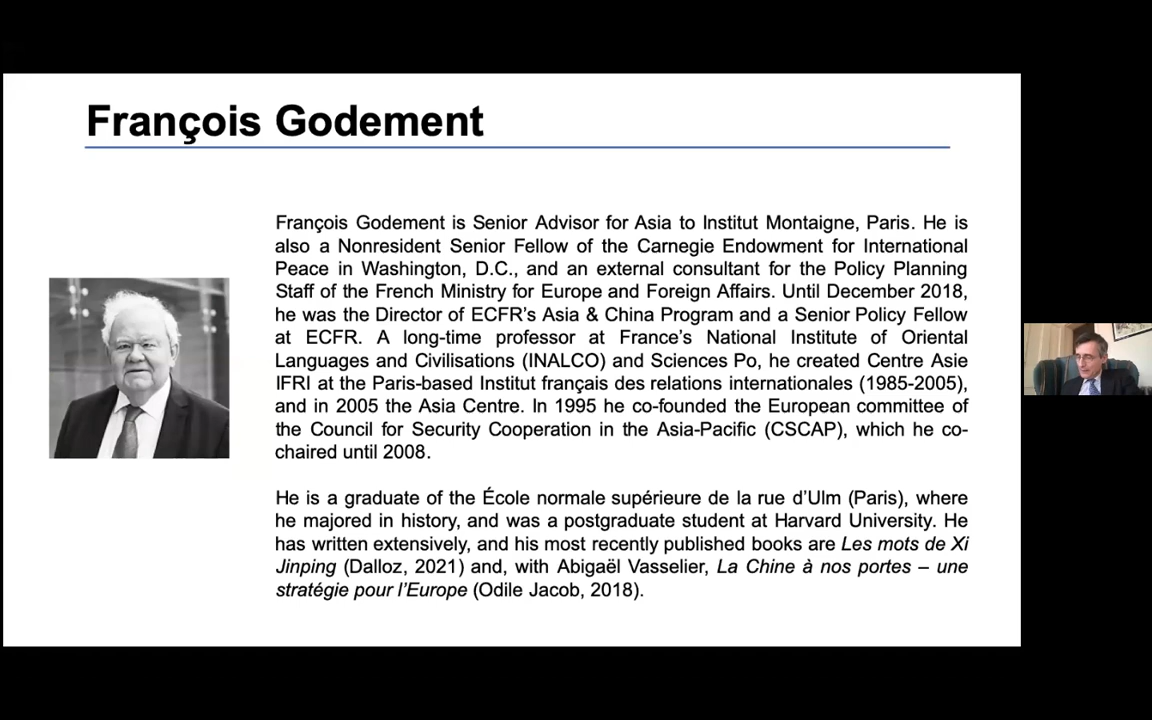 François Godement
François Godement is Senior Advisor for Asia to Institut Montaigne, Paris. He is
also a Nonresident Senior Fellow of the Carnegie Endowment for International
Peace in Washington, D.C., and an external consultant for the Policy Planning
Staff of the French Ministry for Europe and Foreign Affairs. Until December 2018,
he was the Director of ECFR’s Asia & China Program and a Senior Policy Fellow
at ECFR. A long-time professor at France’s National Institute of Oriental
Languages and Civilisations (INALCO) and Sciences Po, he created Centre Asie
IFRI at the Paris-based Institut français des relations internationales (1985-2005),
and in 2005 the Asia Centre. In 1995 he co-founded the European committee of
the Council for Security Cooperation in the Asia-Pacific (CSCAP), which he co-
chaired until 2008.
He is a graduate of the École normale supérieure de la rue d’Ulm (Paris), where
he majored in history, and was a postgraduate student at Harvard University. He
has written extensively, and his most recently published books are Les mots de Xi
Jinping (Dalloz, 2021) and, with Abigaël Vasselier, La Chine à nos portes – une
stratégie pour l’Europe (Odile Jacob, 2018).